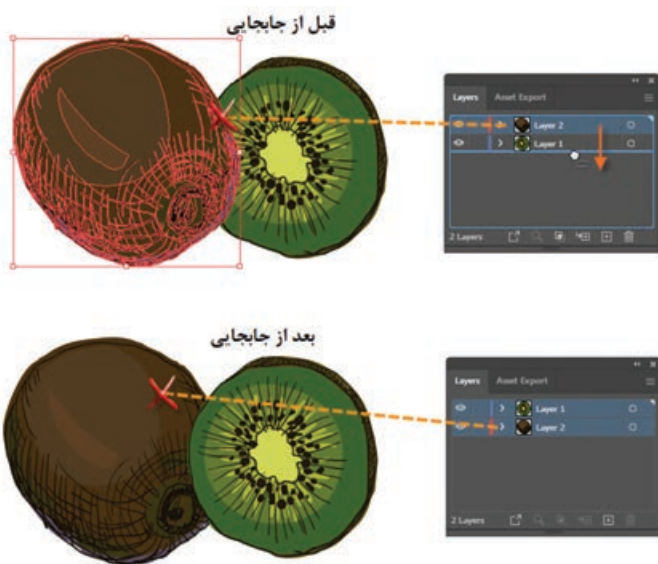 قبل از جابجایی
Layers Asset Export
Layer 2
Layer 1
2 Layers
بعد از جابجایی
Layers Asset Export
Layer 1
Layer 2
2 Layers